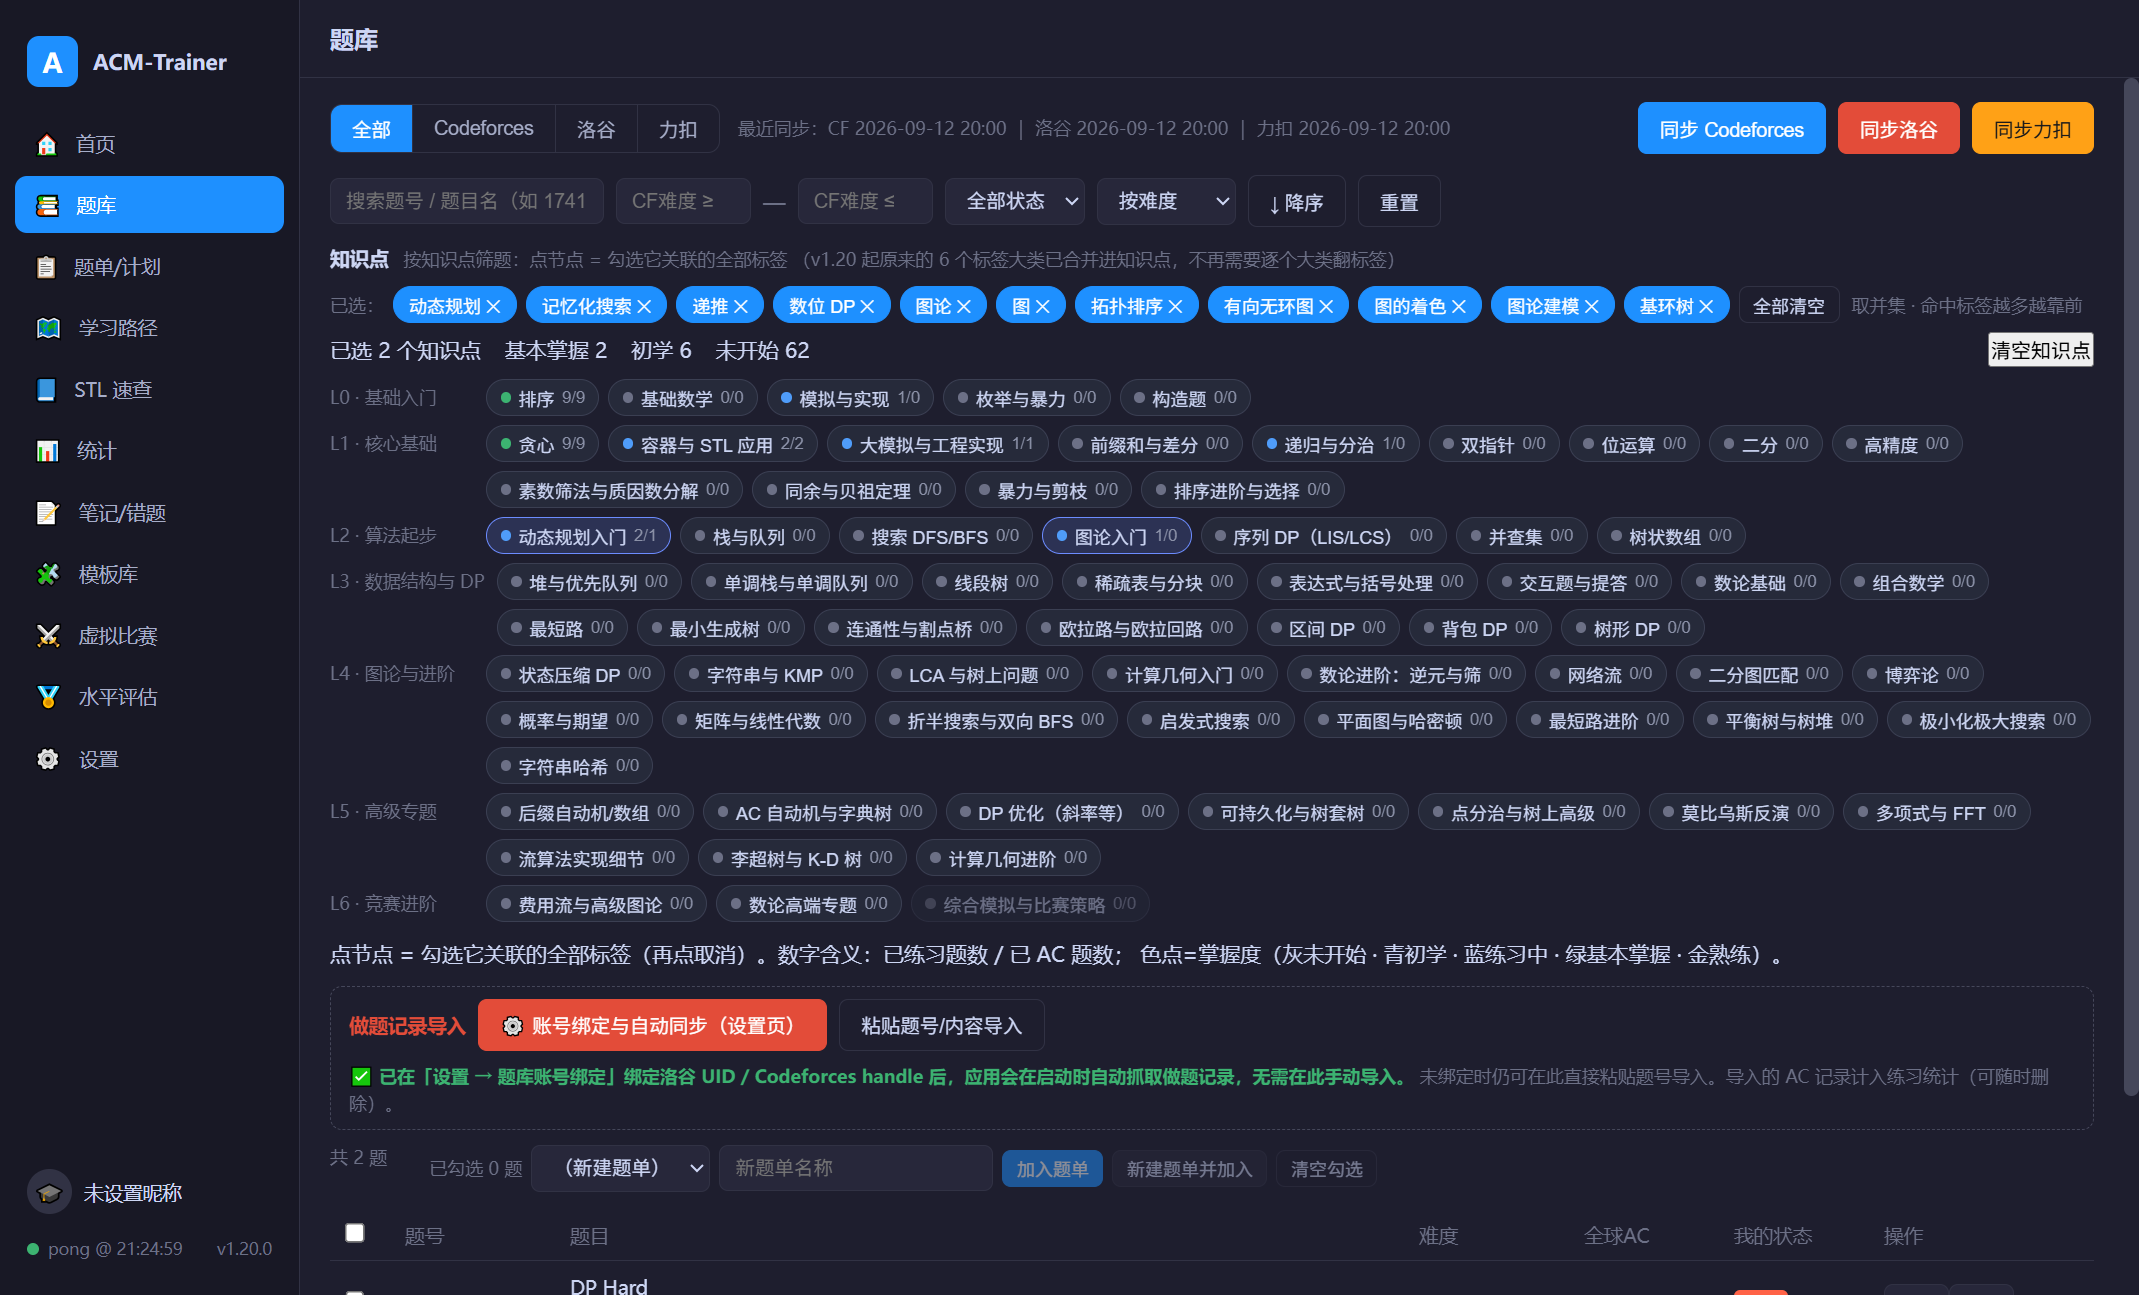 A ACM-Trainer
首页
题库
题单/计划
学习路径
STL 速查
统计
笔记/错题
模板库
虚拟比赛
水平评估
设置
未设置昵称
pong @ 21:24:59 v1.20.0
题库
全部 Codeforces 洛谷 力扣 最近同步：CF 2026-09-12 20:00 | 洛谷 2026-09-12 20:00 | 力扣 2026-09-12 20:00 同步 Codeforces 同步洛谷 同步力扣
搜索题号 / 题目名（如 1741 CF难度 ≥ — CF难度 ≤ 全部状态 按难度 ↓降序 重置
知识点 按知识点筛题：点节点 = 勾选它关联的全部标签 （v1.20 起原来的 6 个标签大类已合并进知识点，不再需要逐个大类翻标签）
已选： 动态规划 × 记忆化搜索 × 递推 × 数位 DP × 图论 × 图 × 拓扑排序 × 有向无环图 × 图的着色 × 图论建模 × 基环树 × 全部清空 取并集 · 命中标签越多越靠前
已选 2 个知识点 基本掌握 2 初学 6 未开始 62 清空知识点
L0 · 基础入门 排序 9/9 基础数学 0/0 模拟与实现 1/0 枚举与暴力 0/0 构造题 0/0
L1 · 核心基础 贪心 9/9 容器与 STL 应用 2/2 大模拟与工程实现 1/1 前缀和与差分 0/0 递归与分治 1/0 双指针 0/0 位运算 0/0 二分 0/0 高精度 0/0
素数筛法与质因数分解 0/0 同余与贝祖定理 0/0 暴力与剪枝 0/0 排序进阶与选择 0/0
L2 · 算法起步 动态规划入门 2/1 栈与队列 0/0 搜索 DFS/BFS 0/0 图论入门 1/0 序列 DP（LIS/LCS） 0/0 并查集 0/0 树状数组 0/0
L3 · 数据结构与 DP 堆与优先队列 0/0 单调栈与单调队列 0/0 线段树 0/0 稀疏表与分块 0/0 表达式与括号处理 0/0 交互题与提答 0/0 数论基础 0/0 组合数学 0/0
最短路 0/0 最小生成树 0/0 连通性与割点桥 0/0 欧拉路与欧拉回路 0/0 区间 DP 0/0 背包 DP 0/0 树形 DP 0/0
L4 · 图论与进阶 状态压缩 DP 0/0 字符串与 KMP 0/0 LCA 与树上问题 0/0 计算几何入门 0/0 数论进阶：逆元与筛 0/0 网络流 0/0 二分图匹配 0/0 博弈论 0/0
概率与期望 0/0 矩阵与线性代数 0/0 折半搜索与双向 BFS 0/0 启发式搜索 0/0 平面图与哈密顿 0/0 最短路进阶 0/0 平衡树与树堆 0/0 极小化极大搜索 0/0
字符串哈希 0/0
L5 · 高级专题 后缀自动机/数组 0/0 AC 自动机与字典树 0/0 DP 优化（斜率等） 0/0 可持久化与树套树 0/0 点分治与树上高级 0/0 莫比乌斯反演 0/0 多项式与 FFT 0/0
流算法实现细节 0/0 李超树与 K-D 树 0/0 计算几何进阶 0/0
L6 · 竞赛进阶 费用流与高级图论 0/0 数论高端专题 0/0 综合模拟与比赛策略 0/0
点节点 = 勾选它关联的全部标签（再点取消）。数字含义：已练习题数 / 已 AC 题数； 色点=掌握度（灰未开始 · 青初学 · 蓝练习中 · 绿基本掌握 · 金熟练）。
做题记录导入 账号绑定与自动同步（设置页） 粘贴题号/内容导入
已在「设置 → 题库账号绑定」绑定洛谷 UID / Codeforces handle 后，应用会在启动时自动抓取做题记录，无需在此手动导入。 未绑定时仍可在此直接粘贴题号导入。导入的 AC 记录计入练习统计（可随时删
除）。
共 2 题 已勾选 0 题 （新建题单） 新题单名称 加入题单 新建题单并加入 清空勾选
题号 题目 难度 全球AC 我的状态 操作
DP Hard